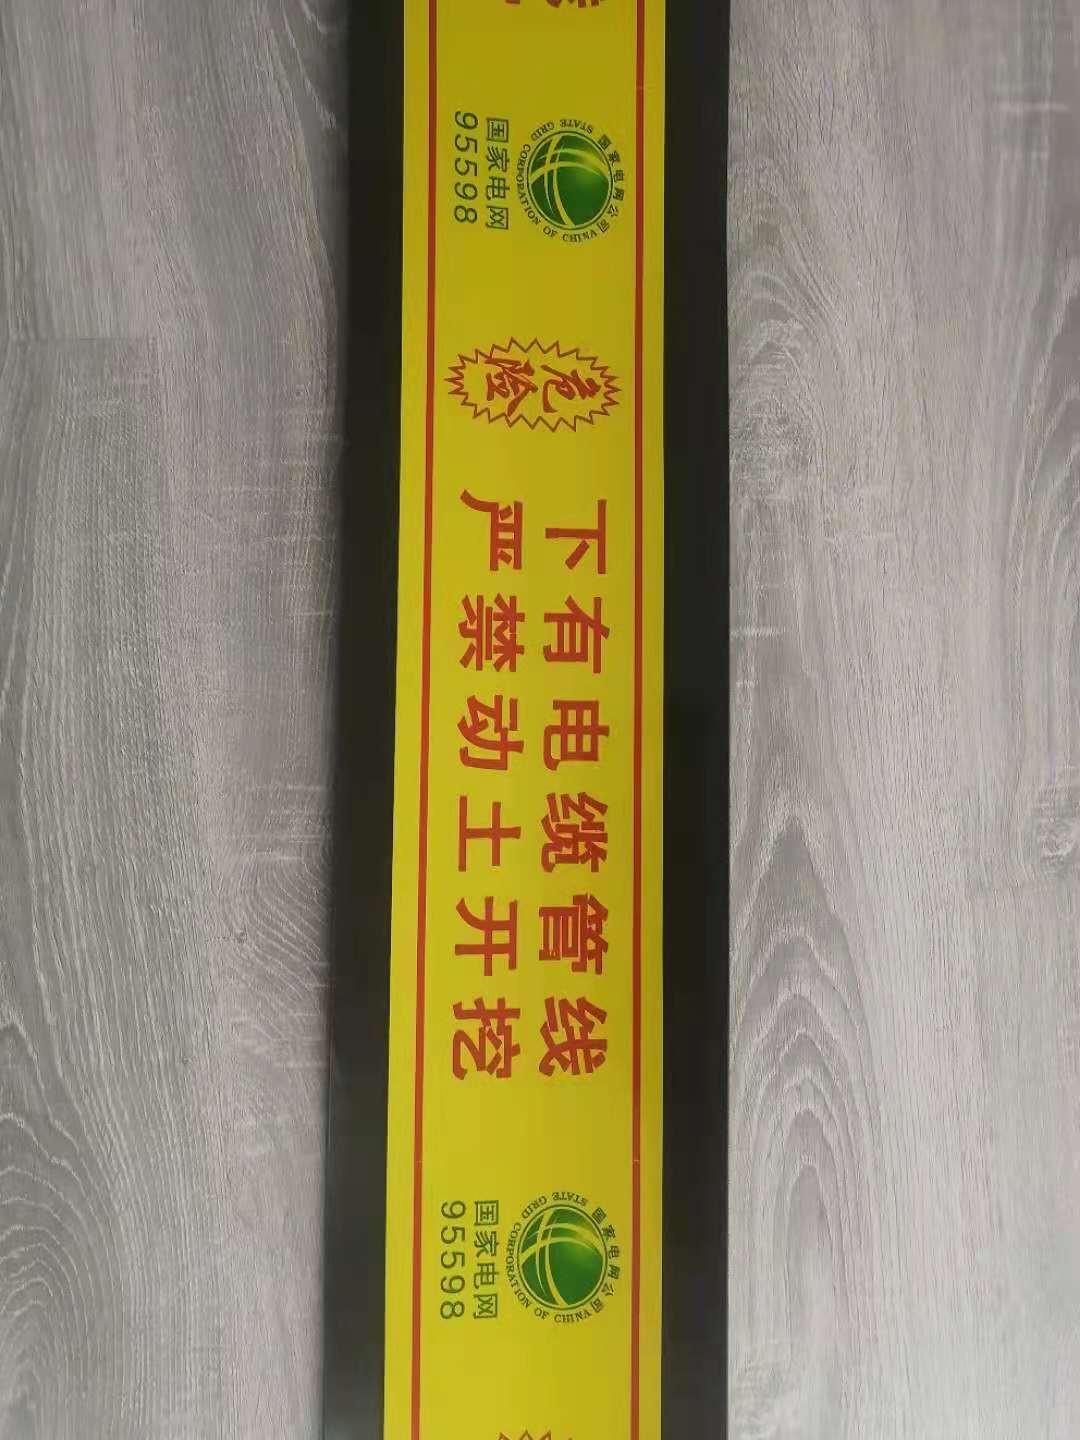 国家电网公司
STATE GRID CORPORATION OF CHINA
国家电网
95598
危险
下有电缆管线
严禁动土开挖
国家电网公司
STATE GRID CORPORATION OF CHINA
国家电网
95598